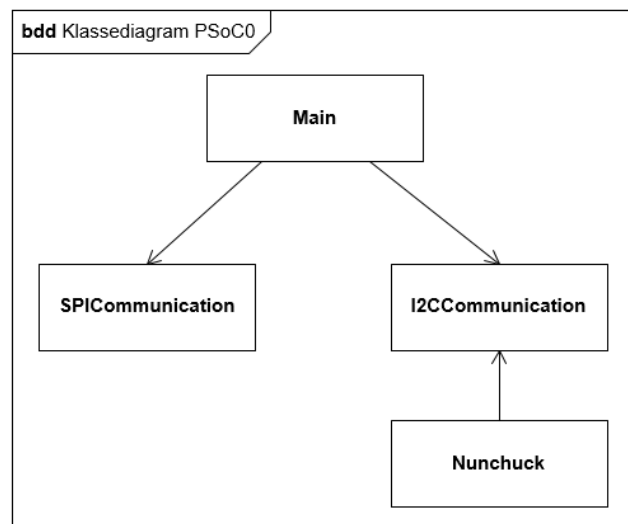 bdd Klassediagram PSoC0
Main
SPICommunication
I2CCommunication
Nunchuck